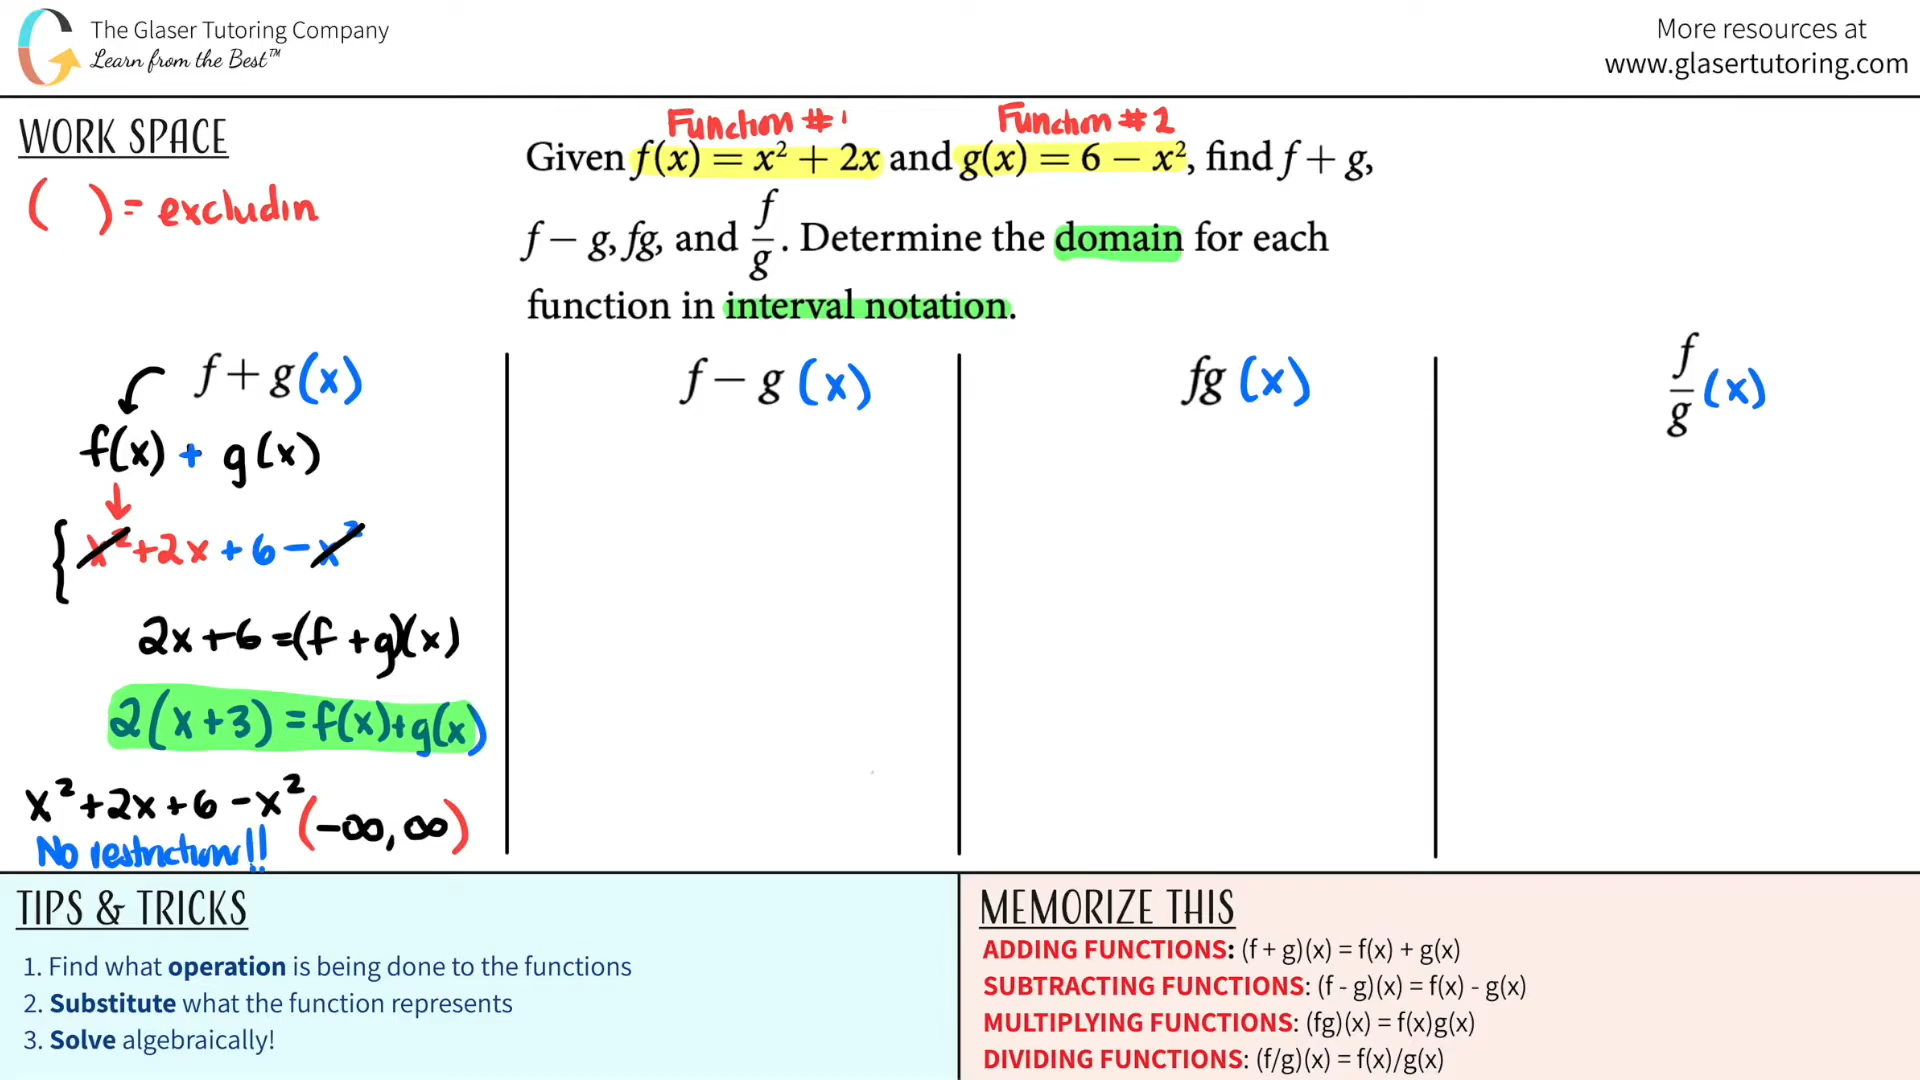 The Glaser Tutoring Company
Learn from the Best™
More resources at
www.glasertutoring.com
WORK SPACE
( ) = excludin
Function #1
Function #2
Given f(x) = x² + 2x and g(x) = 6 − x², find f + g,
f − g, fg, and f/g. Determine the domain for each
function in interval notation.
f + g(x)
f(x) + g(x)
{ x² + 2x + 6 − x²
2x + 6 = (f + g)(x)
2(x + 3) = f(x) + g(x)
x² + 2x + 6 − x² (−∞, ∞)
No restrictions!!
f − g (x)
fg (x)
f/g (x)
TIPS & TRICKS
1. Find what operation is being done to the functions
2. Substitute what the function represents
3. Solve algebraically!
MEMORIZE THIS
ADDING FUNCTIONS: (f + g)(x) = f(x) + g(x)
SUBTRACTING FUNCTIONS: (f - g)(x) = f(x) - g(x)
MULTIPLYING FUNCTIONS: (fg)(x) = f(x)g(x)
DIVIDING FUNCTIONS: (f/g)(x) = f(x)/g(x)